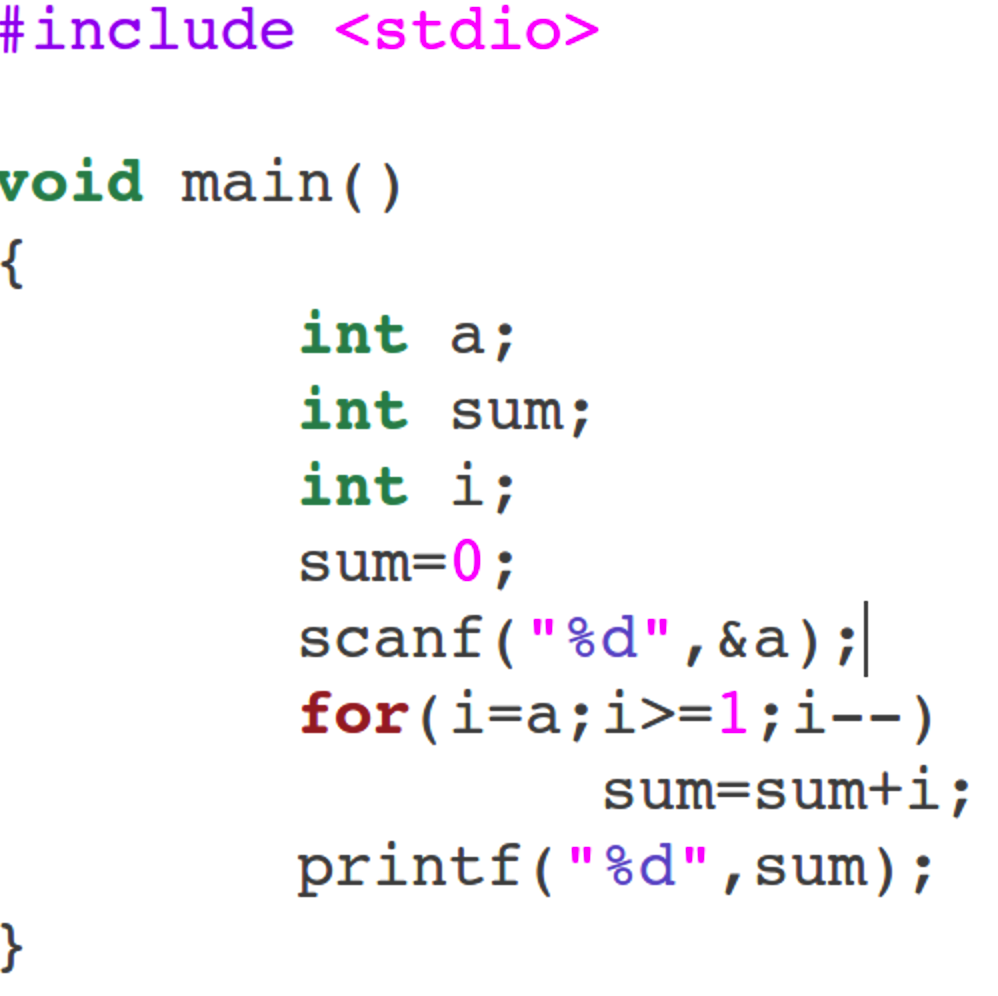 #include <stdio>
void main()
{
int a;
int sum;
int i;
sum=0;
scanf("%d",&a);
for(i=a;i>=1;i--)
sum=sum+i;
printf("%d",sum);
}